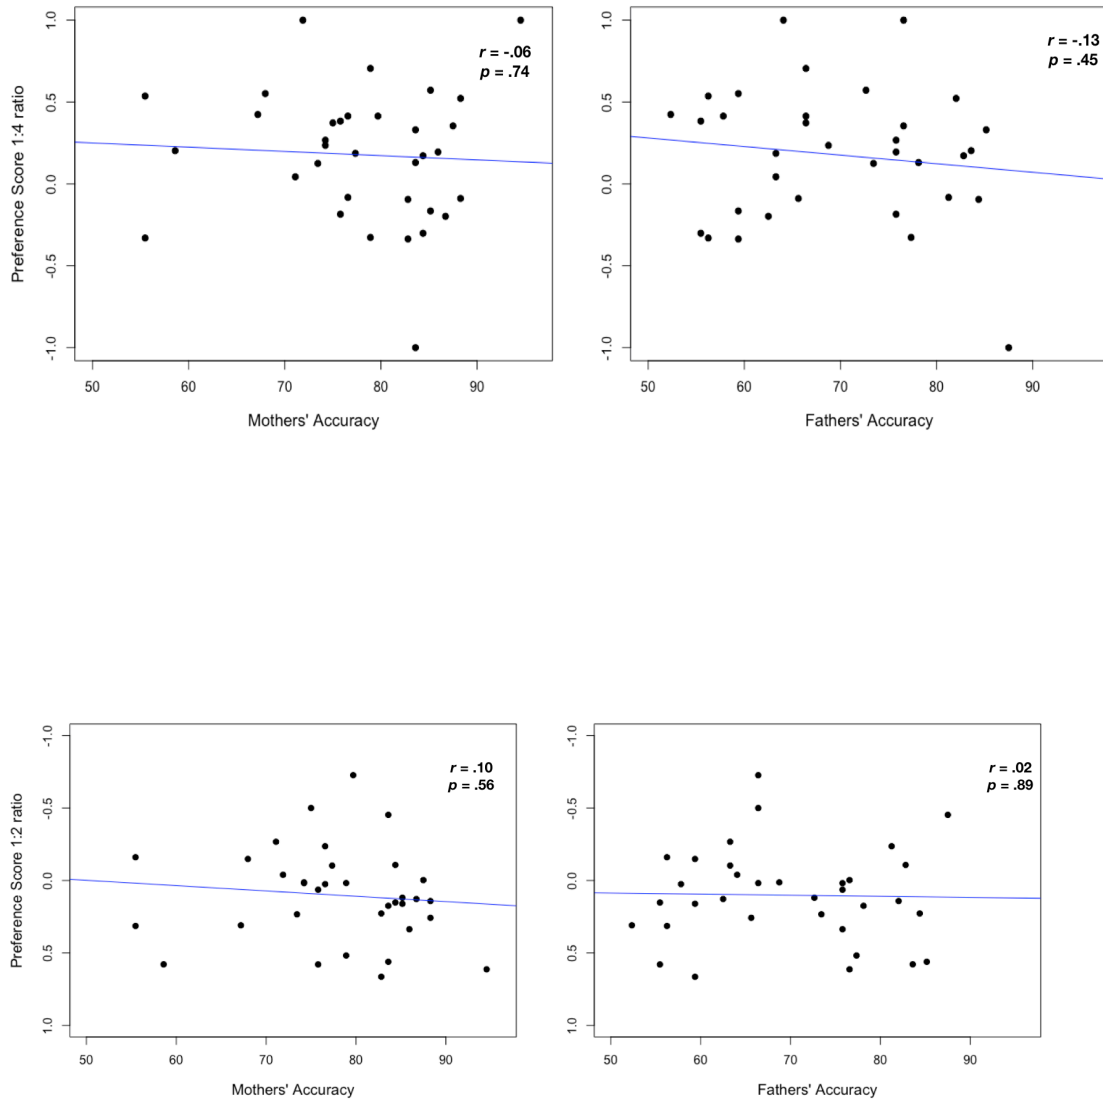 r = -.06
p = .74
1.0
0.5
0.0
-0.5
-1.0
Preference Score 1:4 ratio
50 60 70 80 90
Mothers' Accuracy
r = -.13
p = .45
1.0
0.5
0.0
-0.5
-1.0
50 60 70 80 90
Fathers' Accuracy
r = .10
p = .56
-1.0
-0.5
0.0
0.5
1.0
Preference Score 1:2 ratio
50 60 70 80 90
Mothers' Accuracy
r = .02
p = .89
-1.0
-0.5
0.0
0.5
1.0
50 60 70 80 90
Fathers' Accuracy